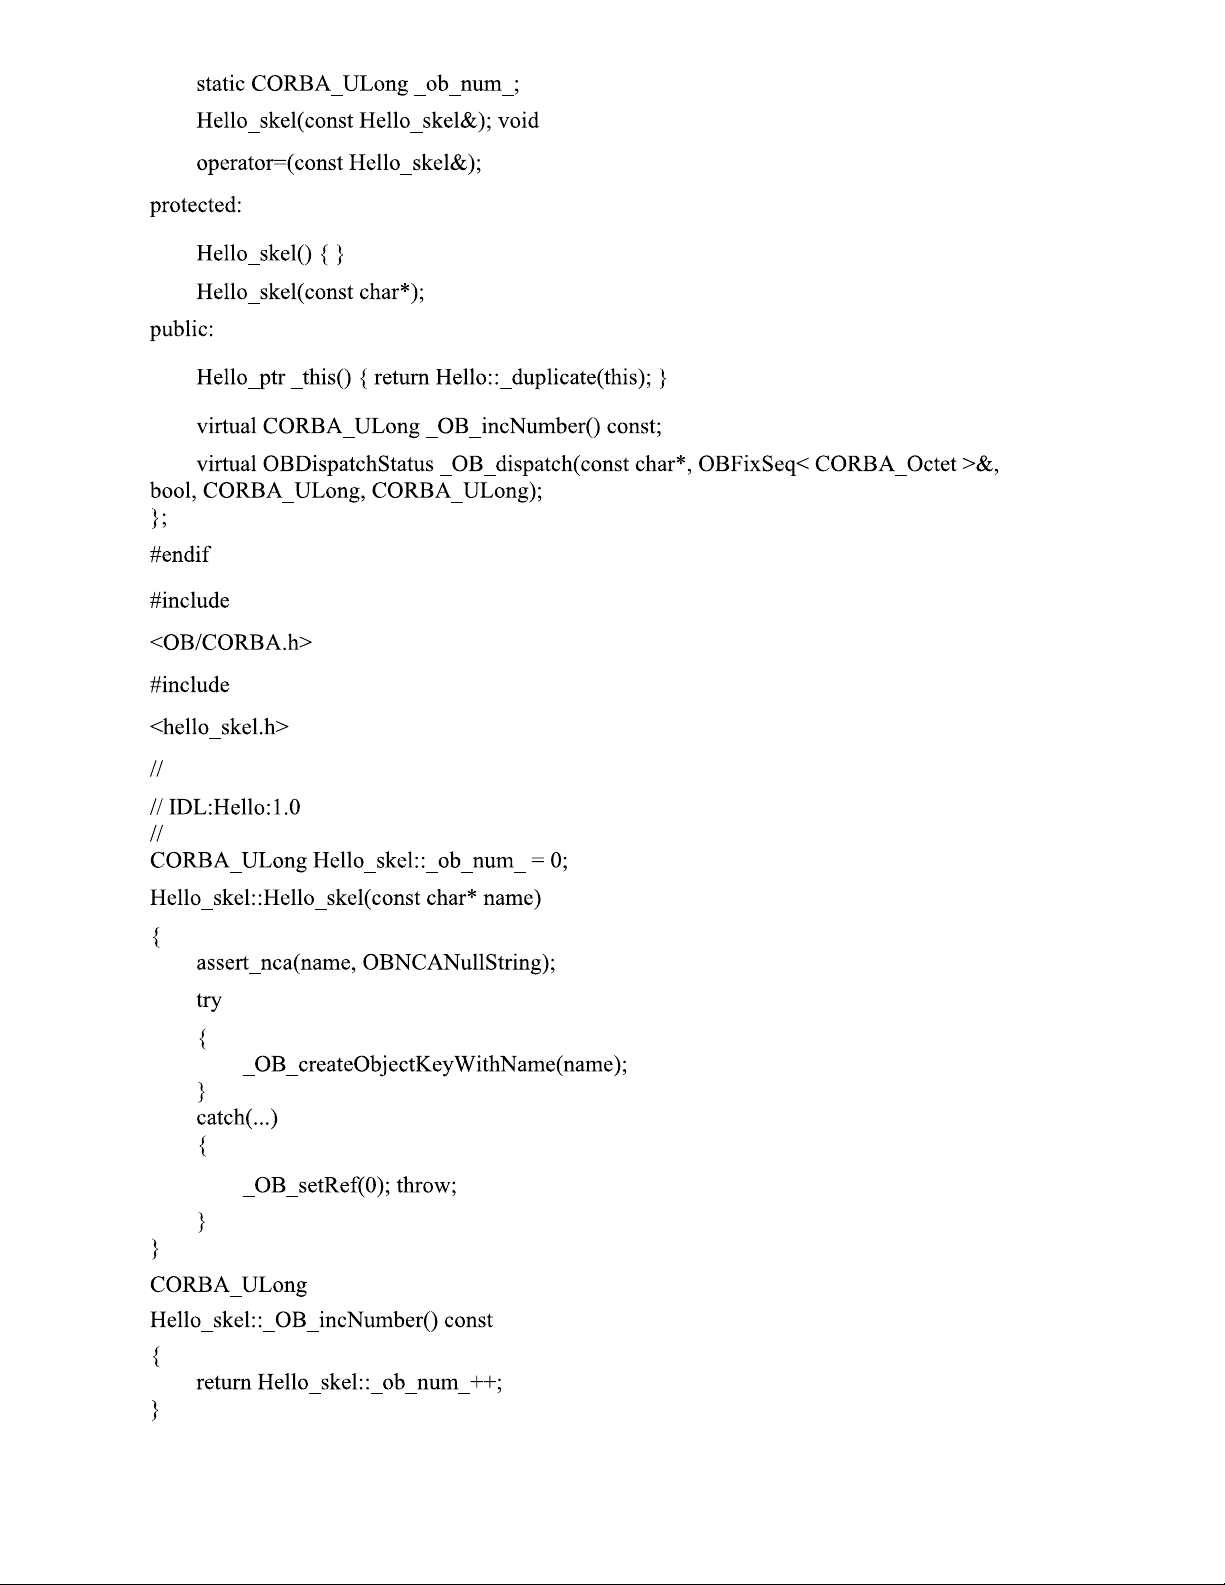 static CORBA_ULong _ob_num_;
Hello_skel(const Hello_skel&); void
operator=(const Hello_skel&);
protected:
Hello_skel() { }
Hello_skel(const char*);
public:
Hello_ptr _this() { return Hello::_duplicate(this); }
virtual CORBA_ULong _OB_incNumber() const;
virtual OBDispatchStatus _OB_dispatch(const char*, OBFixSeq< CORBA_Octet >&,
bool, CORBA_ULong, CORBA_ULong);
};
#endif
#include
<OB/CORBA.h>
#include
<hello_skel.h>
//
// IDL:Hello:1.0
//
CORBA_ULong Hello_skel::_ob_num_ = 0;
Hello_skel::Hello_skel(const char* name)
{
assert_nca(name, OBNCANullString);
try
{
_OB_createObjectKeyWithName(name);
}
catch(...)
{
_OB_setRef(0); throw;
}
}
CORBA_ULong
Hello_skel::_OB_incNumber() const
{
return Hello_skel::_ob_num_++;
}